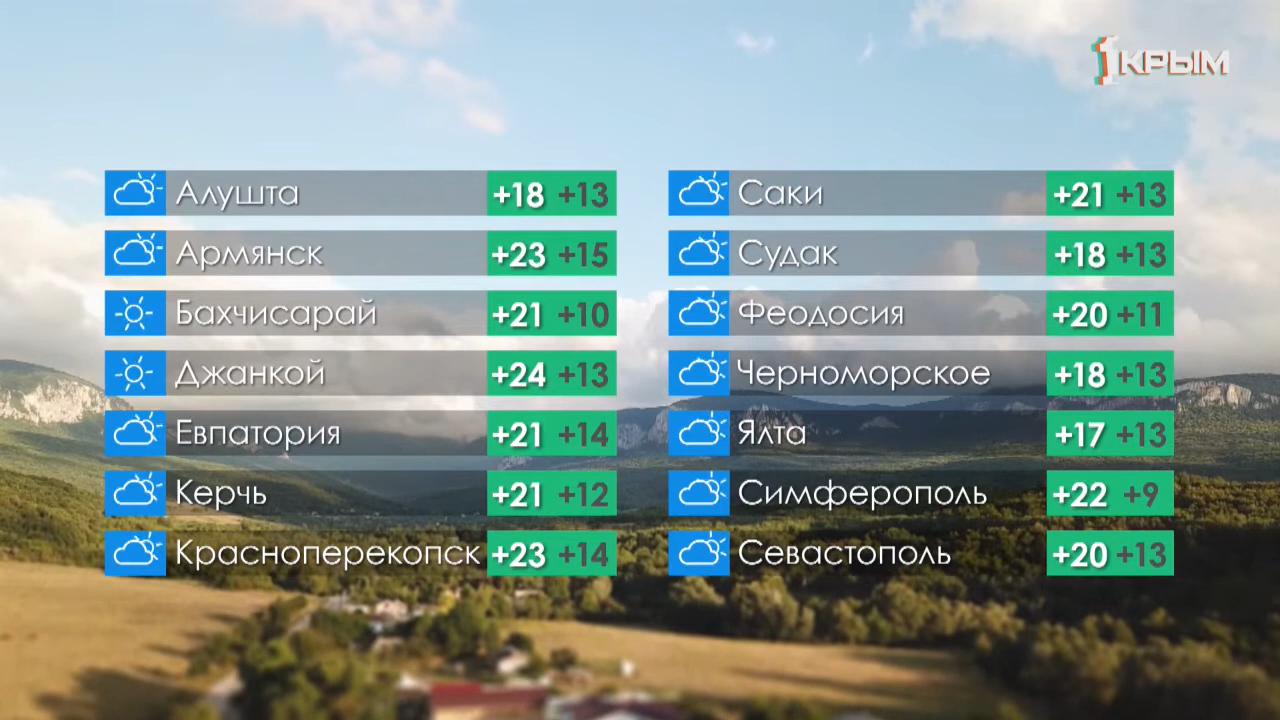 1 КРЫМ
Алушта +18 +13
Армянск +23 +15
Бахчисарай +21 +10
Джанкой +24 +13
Евпатория +21 +14
Керчь +21 +12
Красноперекопск +23 +14
Саки +21 +13
Судак +18 +13
Феодосия +20 +11
Черноморское +18 +13
Ялта +17 +13
Симферополь +22 +9
Севастополь +20 +13